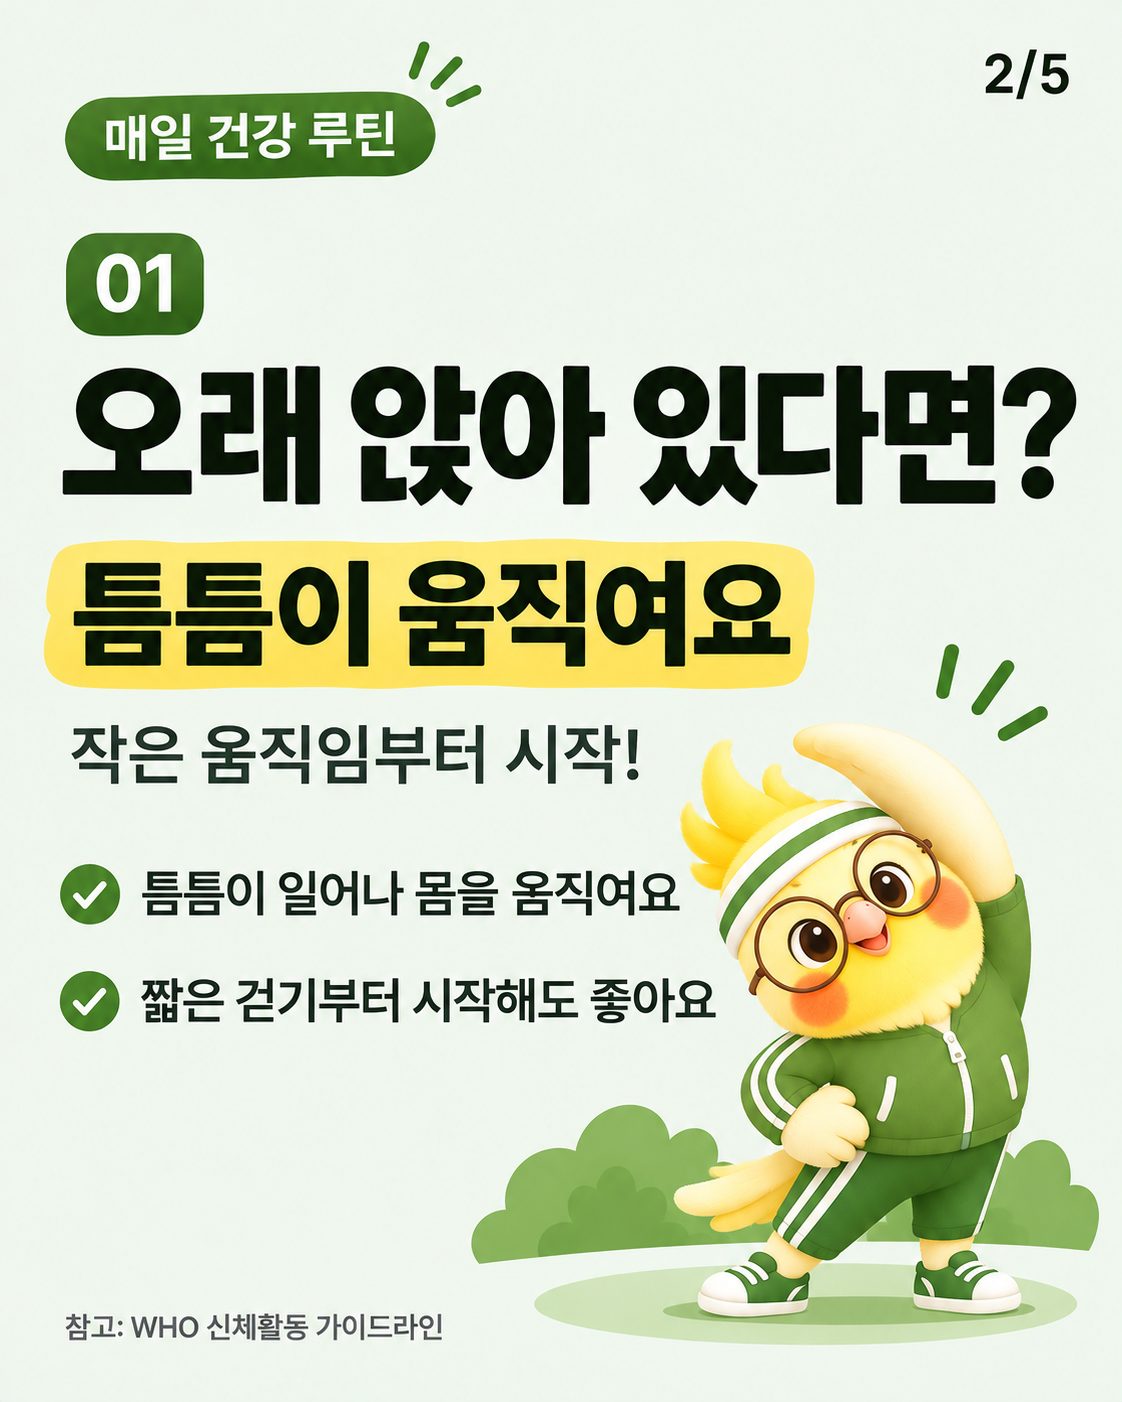 2/5
매일 건강 루틴
01
오래 앉아 있다면?
틈틈이 움직여요
작은 움직임부터 시작!
틈틈이 일어나 몸을 움직여요
짧은 걷기부터 시작해도 좋아요
참고: WHO 신체활동 가이드라인